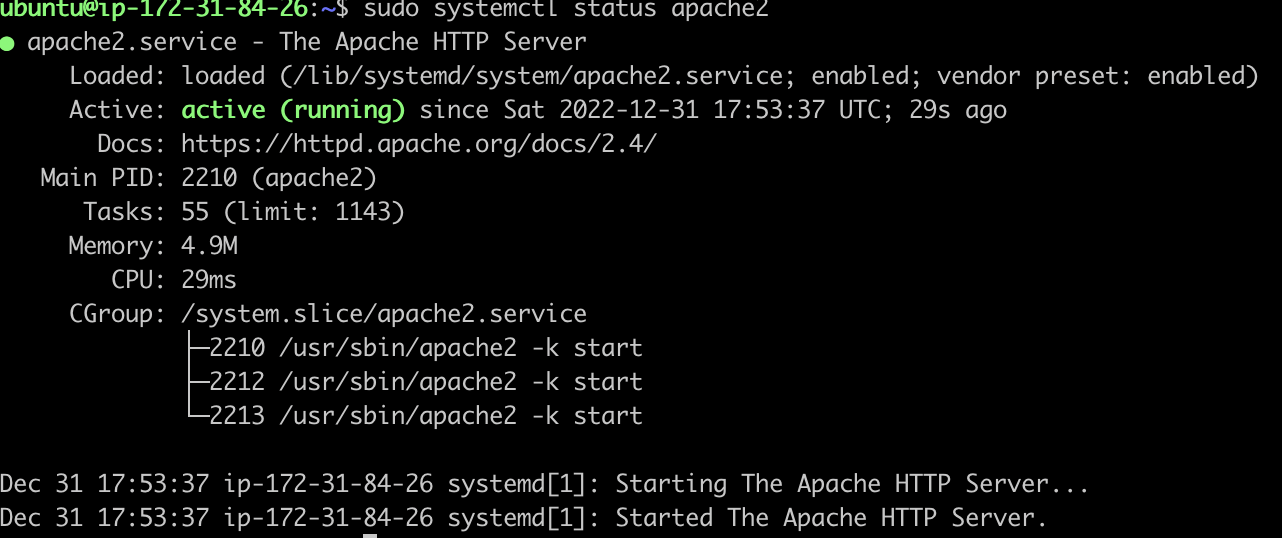 ubuntu@ip-172-31-84-26:~$ sudo systemctl status apache2
● apache2.service - The Apache HTTP Server
     Loaded: loaded (/lib/systemd/system/apache2.service; enabled; vendor preset: enabled)
     Active: active (running) since Sat 2022-12-31 17:53:37 UTC; 29s ago
       Docs: https://httpd.apache.org/docs/2.4/
   Main PID: 2210 (apache2)
      Tasks: 55 (limit: 1143)
     Memory: 4.9M
        CPU: 29ms
     CGroup: /system.slice/apache2.service
             ├─2210 /usr/sbin/apache2 -k start
             ├─2212 /usr/sbin/apache2 -k start
             └─2213 /usr/sbin/apache2 -k start
Dec 31 17:53:37 ip-172-31-84-26 systemd[1]: Starting The Apache HTTP Server...
Dec 31 17:53:37 ip-172-31-84-26 systemd[1]: Started The Apache HTTP Server.